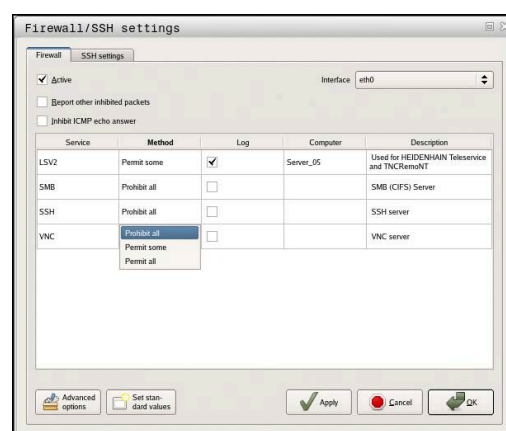 Firewall/SSH settings
Firewall SSH settings
Active Interface eth0
Report other inhibited packets
Inhibit ICMP echo answer
Service Method Log Computer Description
LSV2 Permit some Server_05 Used for HEIDENHAIN Teleservice
and TNCRemoNT
SMB Prohibit all SMB (CIFS) Server
SSH Prohibit all SSH server
VNC Prohibit all VNC server
Permit some
Permit all
Advanced
options
Set stan-
dard values
Apply
Cancel
OK